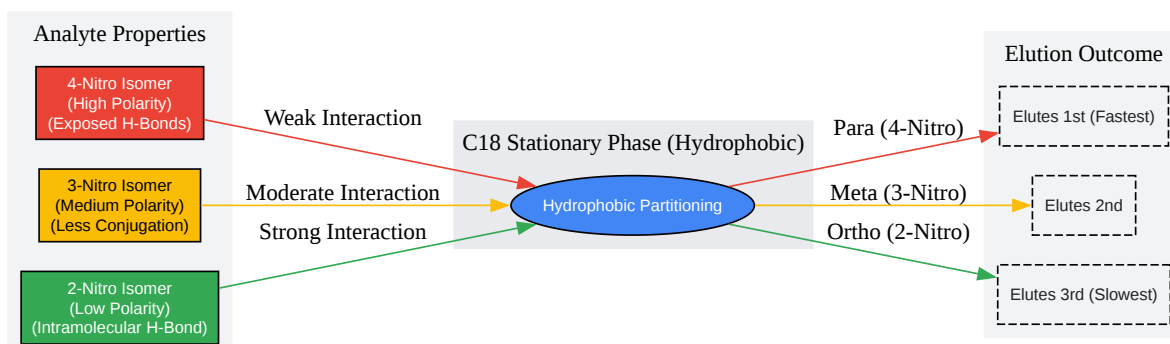 Analyte Properties
4-Nitro Isomer
(High Polarity)
(Exposed H-Bonds)
3-Nitro Isomer
(Medium Polarity)
(Less Conjugation)
2-Nitro Isomer
(Low Polarity)
(Intramolecular H-Bond)
Weak Interaction
Moderate Interaction
Strong Interaction
C18 Stationary Phase (Hydrophobic)
Hydrophobic Partitioning
Para (4-Nitro)
Meta (3-Nitro)
Ortho (2-Nitro)
Elution Outcome
Elutes 1st (Fastest)
Elutes 2nd
Elutes 3rd (Slowest)